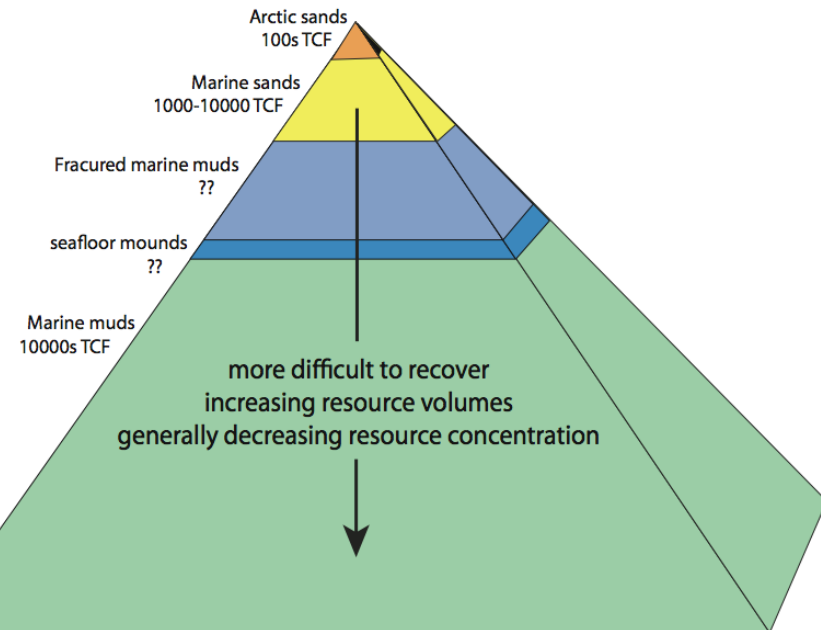 Arctic sands
100s TCF
Marine sands
1000-10000 TCF
Fracured marine muds
??
seafloor mounds
??
Marine muds
10000s TCF
more difficult to recover
increasing resource volumes
generally decreasing resource concentration